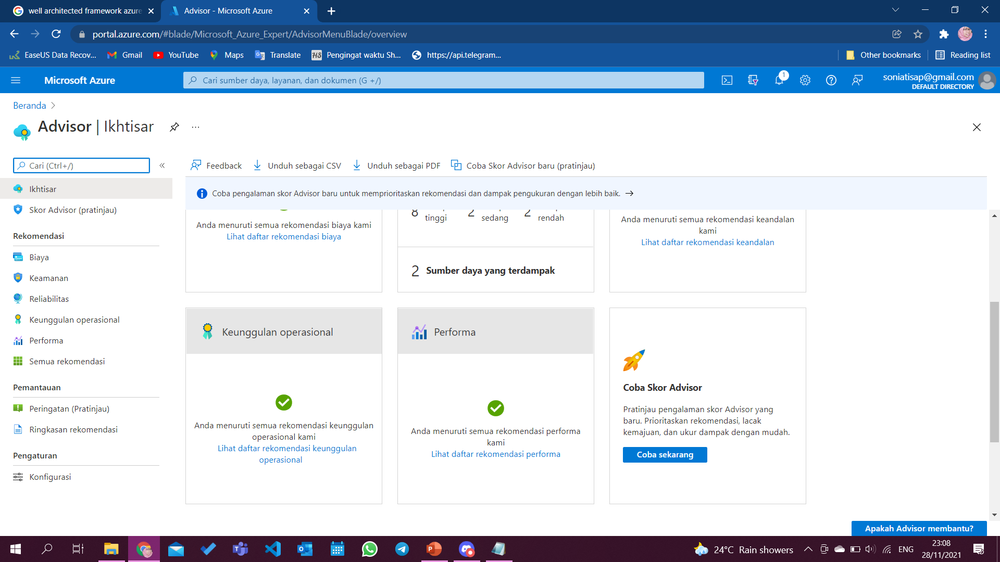 well architected framework azure
Advisor - Microsoft Azure
portal.azure.com/#blade/Microsoft_Azure_Expert/AdvisorMenuBlade/overview
EaseUS Data Recov...
Gmail
YouTube
Maps
Translate
HS
Pengingat waktu Sh...
https://api.telegram...
Other bookmarks
Reading list
Microsoft Azure
Cari sumber daya, layanan, dan dokumen (G +/)
1
soniatisap@gmail.com
DEFAULT DIRECTORY
Beranda
Advisor | Ikhtisar
Cari (Ctrl+/)
Feedback
Unduh sebagai CSV
Unduh sebagai PDF
Coba Skor Advisor baru (pratinjau)
Coba pengalaman skor Advisor baru untuk memprioritaskan rekomendasi dan dampak pengukuran dengan lebih baik.
Ikhtisar
Skor Advisor (pratinjau)
Rekomendasi
Biaya
Keamanan
Reliabilitas
Keunggulan operasional
Performa
Semua rekomendasi
Pemantauan
Peringatan (Pratinjau)
Ringkasan rekomendasi
Pengaturan
Konfigurasi
Anda menuruti semua rekomendasi biaya kami
Lihat daftar rekomendasi biaya
8 tinggi
2 sedang
2 rendah
2 Sumber daya yang terdampak
Anda menuruti semua rekomendasi keandalan
kami
Lihat daftar rekomendasi keandalan
Keunggulan operasional
Anda menuruti semua rekomendasi keunggulan
operasional kami
Lihat daftar rekomendasi keunggulan
operasional
Performa
Anda menuruti semua rekomendasi performa
kami
Lihat daftar rekomendasi performa
Coba Skor Advisor
Pratinjau pengalaman skor Advisor yang
baru. Prioritaskan rekomendasi, lacak
kemajuan, dan ukur dampak dengan mudah.
Coba sekarang
Apakah Advisor membantu?
24°C Rain showers
ENG
23:08
28/11/2021